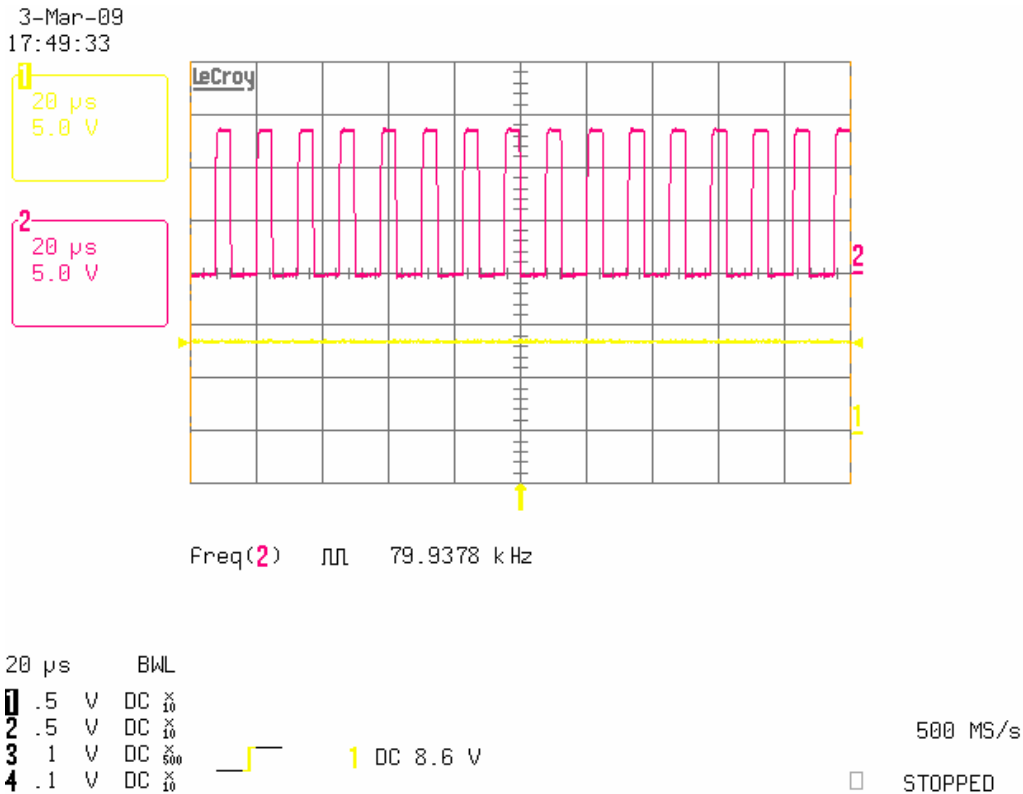 3-Mar-09
17:49:33
1
20 µs
5.0 V
LeCroy
2
20 µs
5.0 V
2
1
Freq(2) 79.9378 kHz
20 µs BWL
1 .5 V DC X10
2 .5 V DC X10
3 1 V DC X500
4 .1 V DC X10
1 DC 8.6 V
500 MS/s
STOPPED